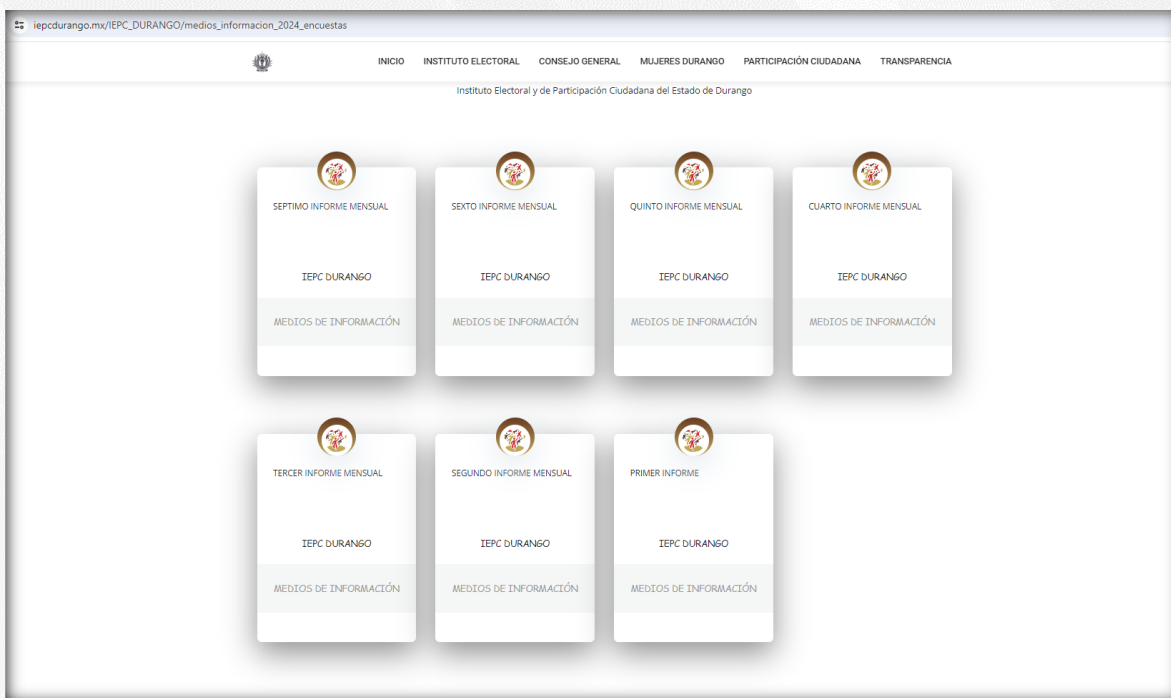 iepcdurango.mx/IEPC_DURANGO/medios_informacion_2024_encuestas
INICIO INSTITUTO ELECTORAL CONSEJO GENERAL MUJERES DURANGO PARTICIPACIÓN CIUDADANA TRANSPARENCIA
Instituto Electoral y de Participación Ciudadana del Estado de Durango
SEPTIMO INFORME MENSUAL
IEPC DURANGO
MEDIOS DE INFORMACIÓN
SEXTO INFORME MENSUAL
IEPC DURANGO
MEDIOS DE INFORMACIÓN
QUINTO INFORME MENSUAL
IEPC DURANGO
MEDIOS DE INFORMACIÓN
CUARTO INFORME MENSUAL
IEPC DURANGO
MEDIOS DE INFORMACIÓN
TERCER INFORME MENSUAL
IEPC DURANGO
MEDIOS DE INFORMACIÓN
SEGUNDO INFORME MENSUAL
IEPC DURANGO
MEDIOS DE INFORMACIÓN
PRIMER INFORME
IEPC DURANGO
MEDIOS DE INFORMACIÓN